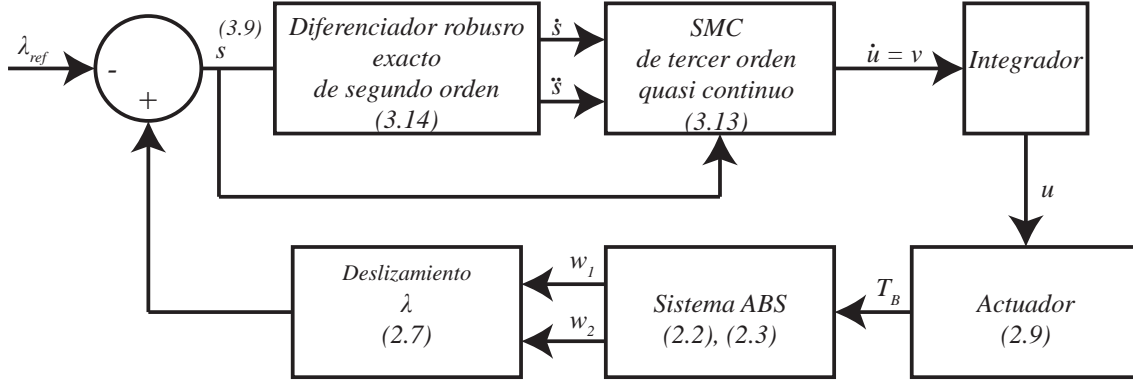 λref
-
+
(3.9)
s
Diferenciador robusro
exacto
de segundo orden
(3.14)
ṡ
s̈
SMC
de tercer orden
quasi continuo
(3.13)
u̇ = v
Integrador
u
Deslizamiento
λ
(2.7)
w1
w2
Sistema ABS
(2.2), (2.3)
TB
Actuador
(2.9)